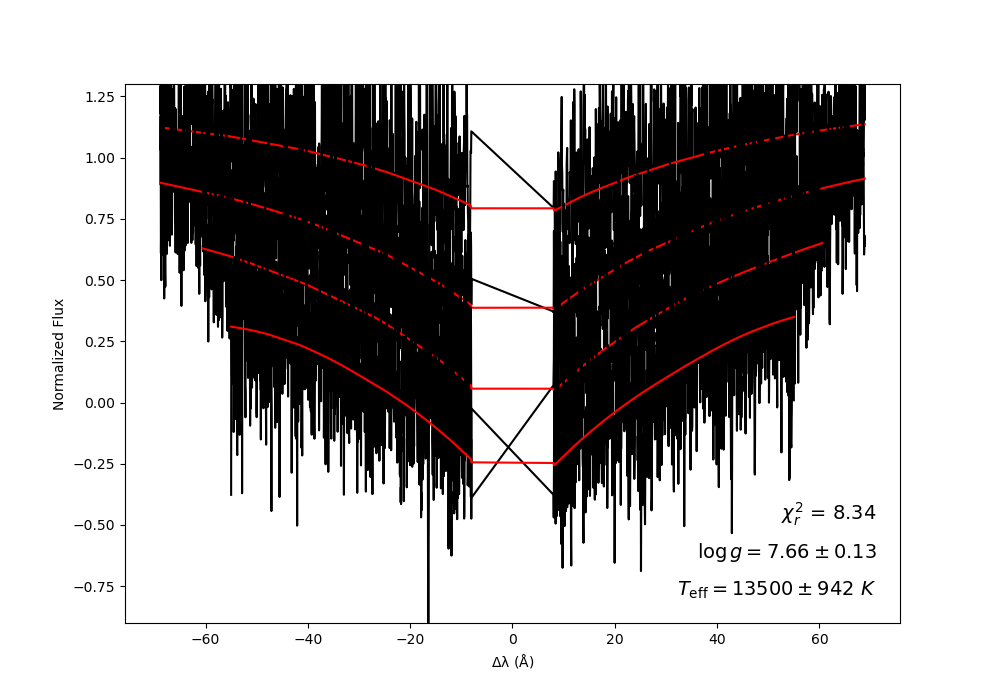 1.25
1.00
0.75
0.50
0.25
0.00
−0.25
−0.50
−0.75
Normalized Flux
χ²ᵣ = 8.34
log g = 7.66 ± 0.13
T_eff = 13500 ± 942 K
−60 −40 −20 0 20 40 60
Δλ (Å)